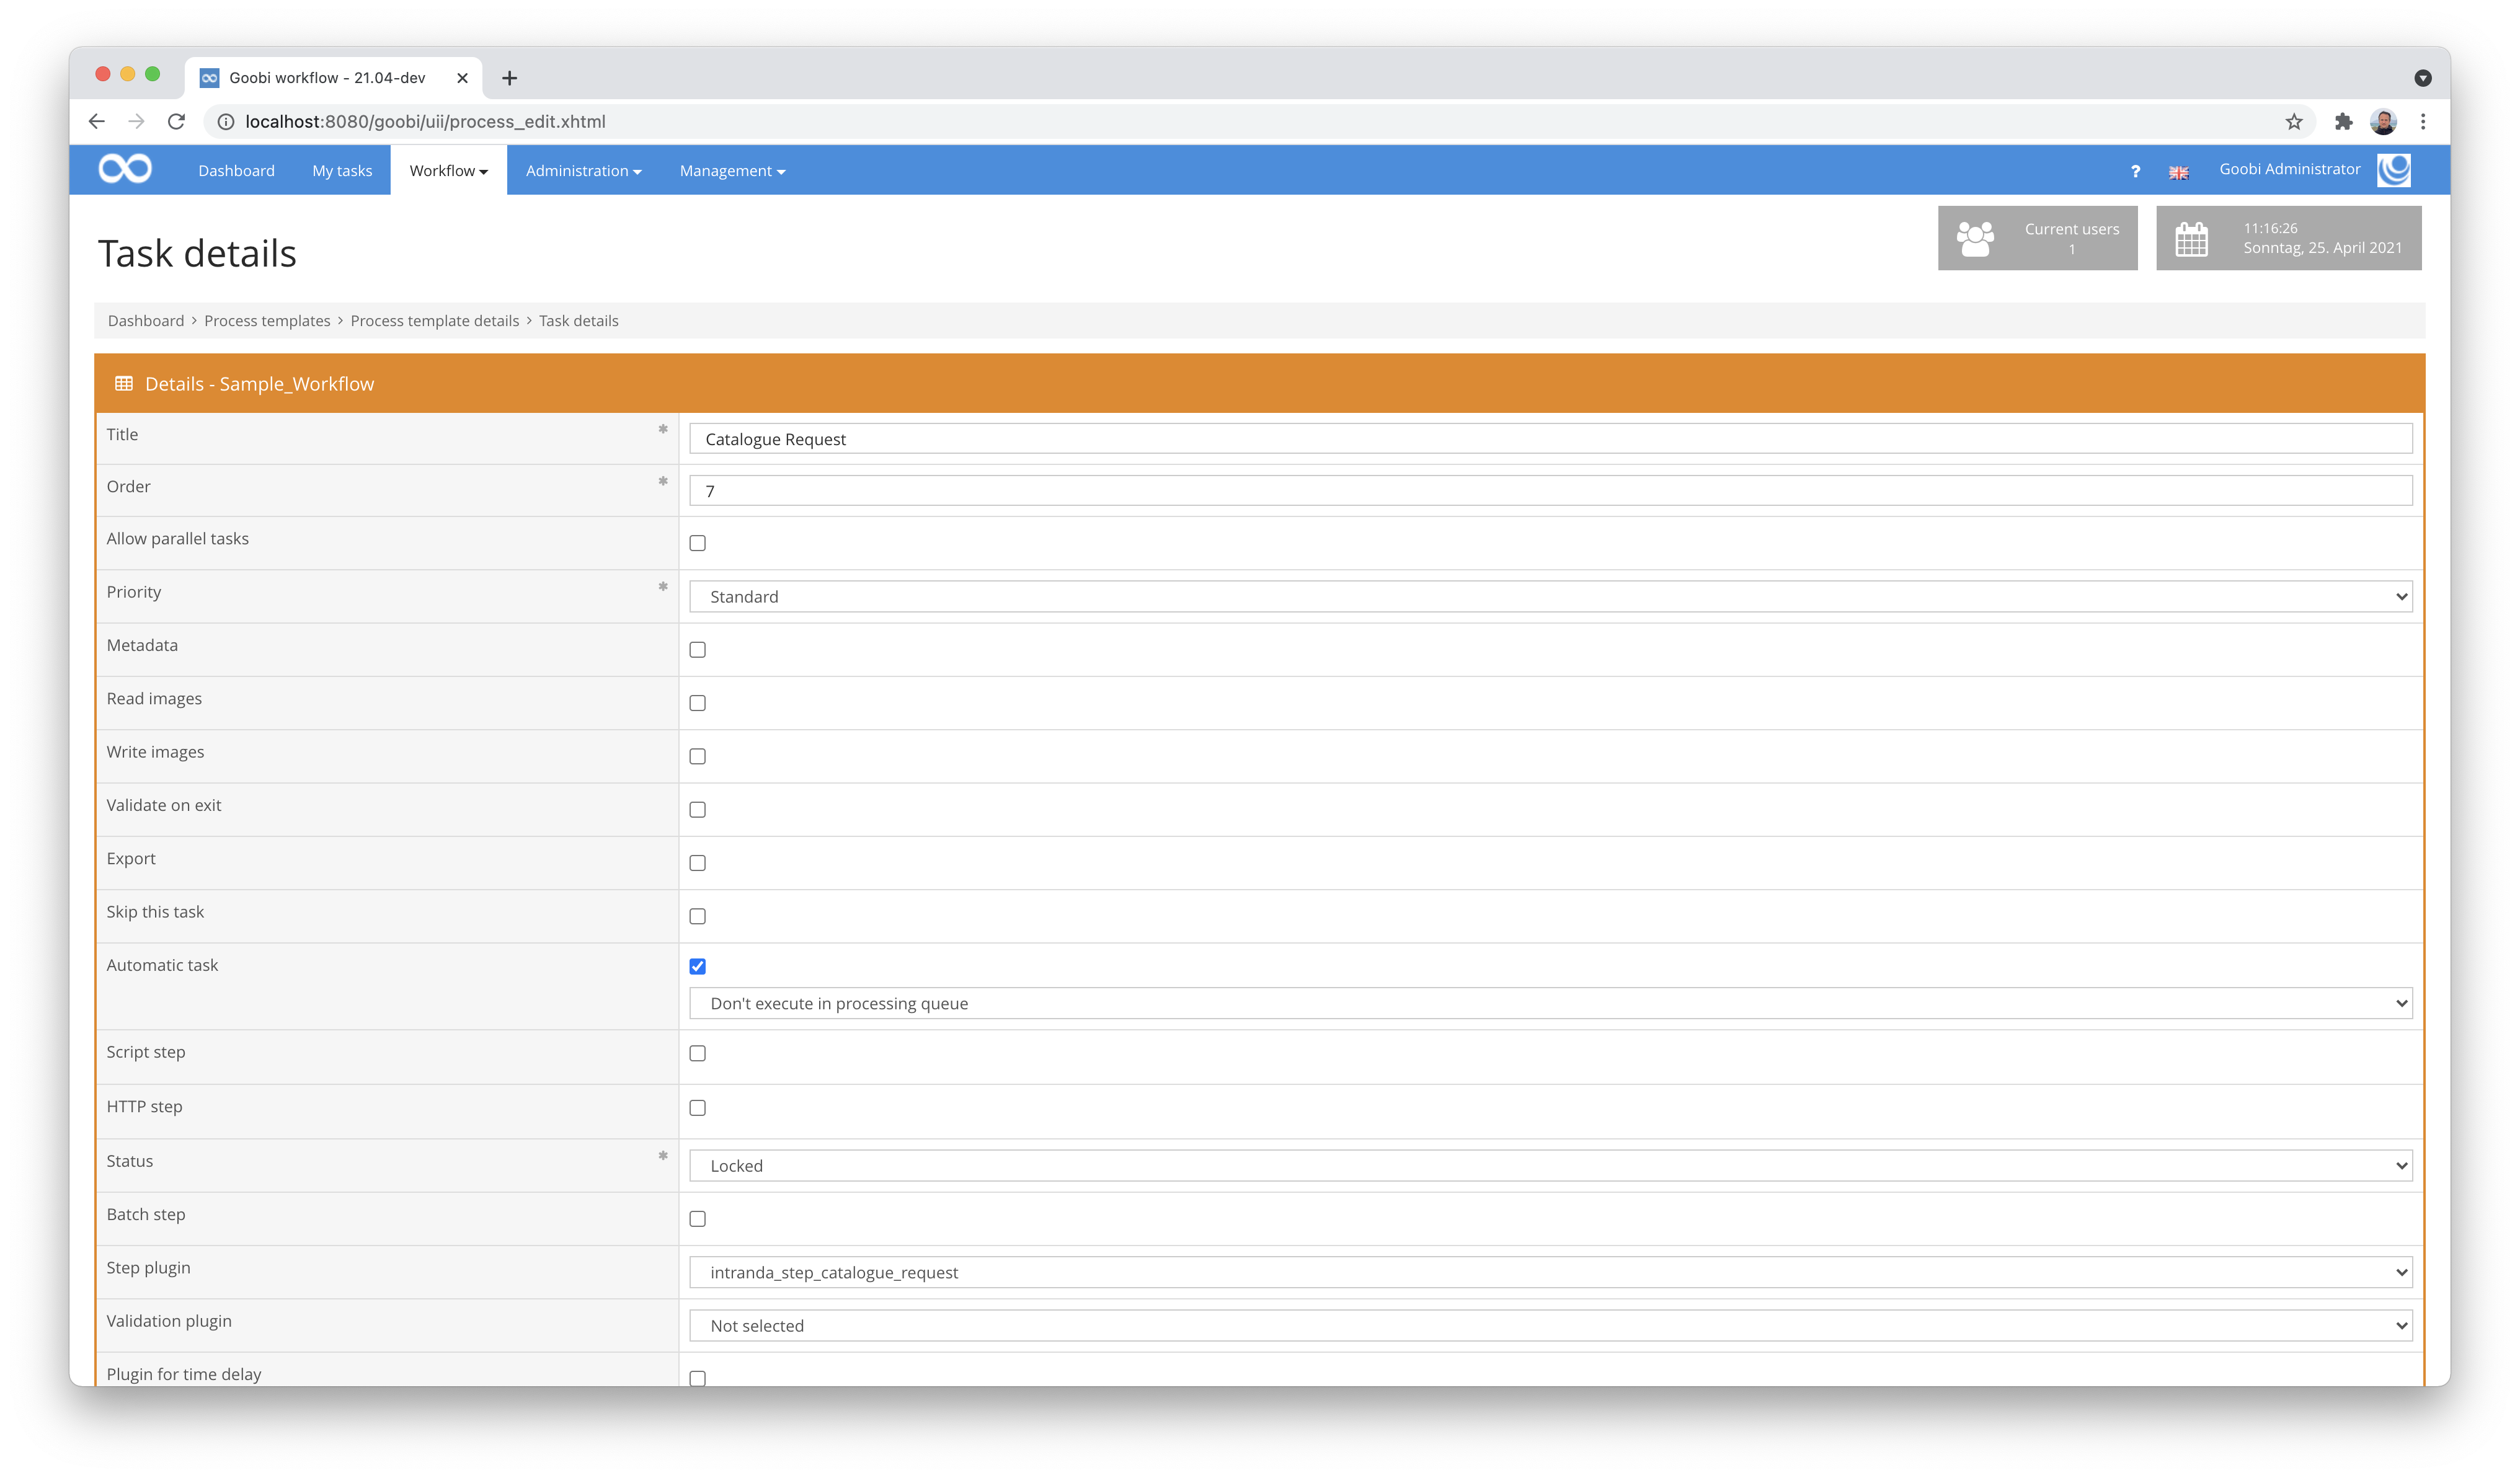 Goobi workflow - 21.04-dev
localhost:8080/goobi/uii/process_edit.xhtml
Dashboard My tasks Workflow Administration Management ? Goobi Administrator
Task details
Current users
1
11:16:26
Sonntag, 25. April 2021
Dashboard > Process templates > Process template details > Task details
Details - Sample_Workflow
Title * Catalogue Request
Order * 7
Allow parallel tasks
Priority * Standard
Metadata
Read images
Write images
Validate on exit
Export
Skip this task
Automatic task
Don't execute in processing queue
Script step
HTTP step
Status * Locked
Batch step
Step plugin intranda_step_catalogue_request
Validation plugin Not selected
Plugin for time delay